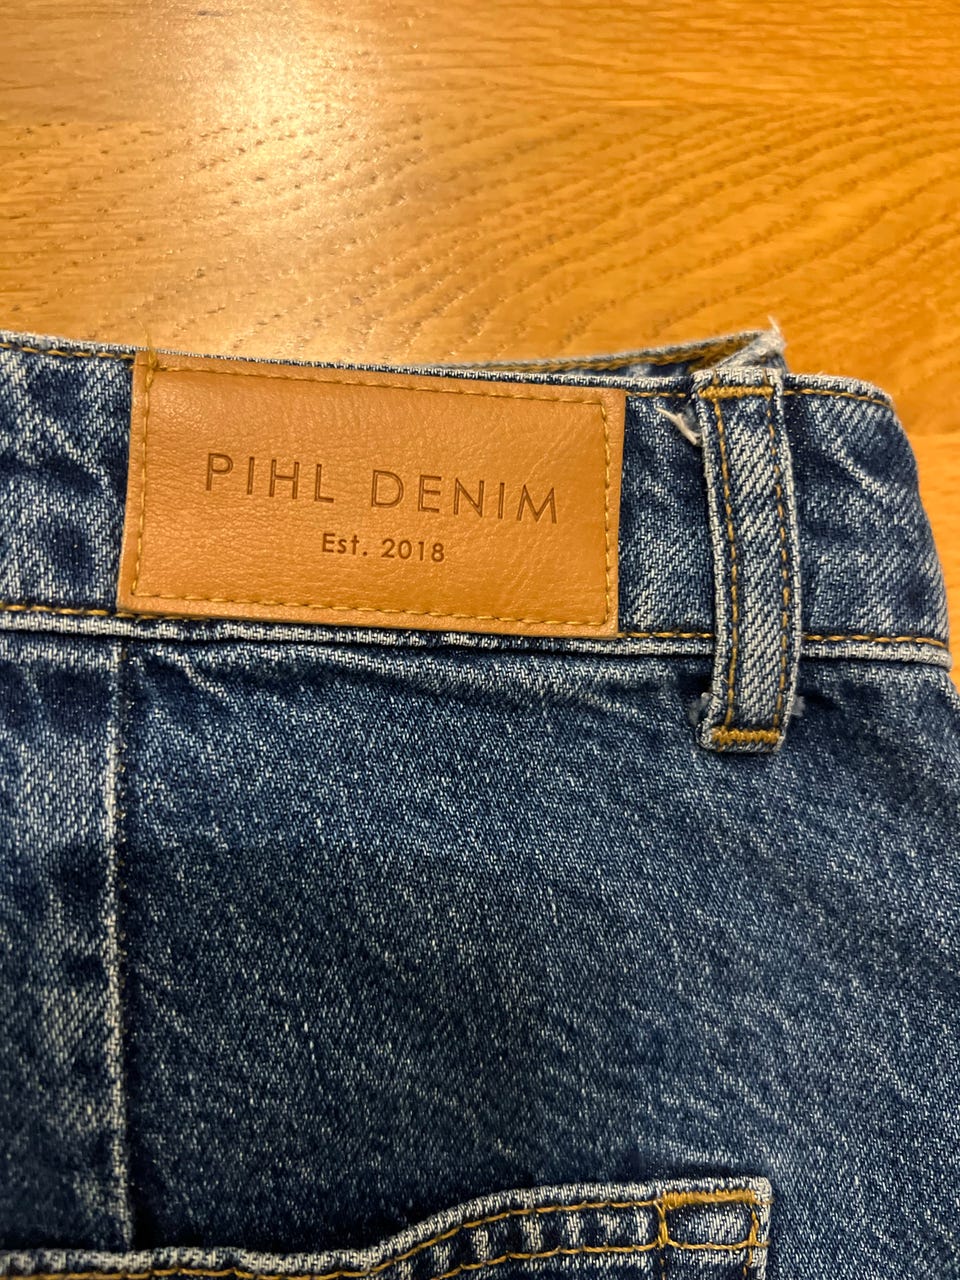 PIHL DENIM
Est. 2018